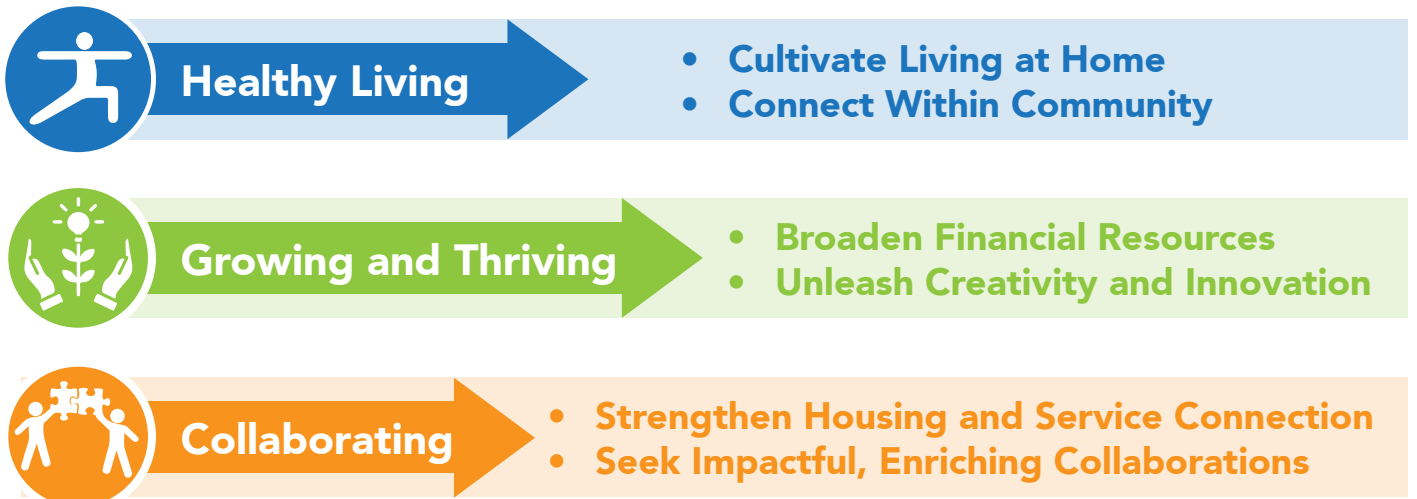 Healthy Living
• Cultivate Living at Home
• Connect Within Community
Growing and Thriving
• Broaden Financial Resources
• Unleash Creativity and Innovation
Collaborating
• Strengthen Housing and Service Connection
• Seek Impactful, Enriching Collaborations